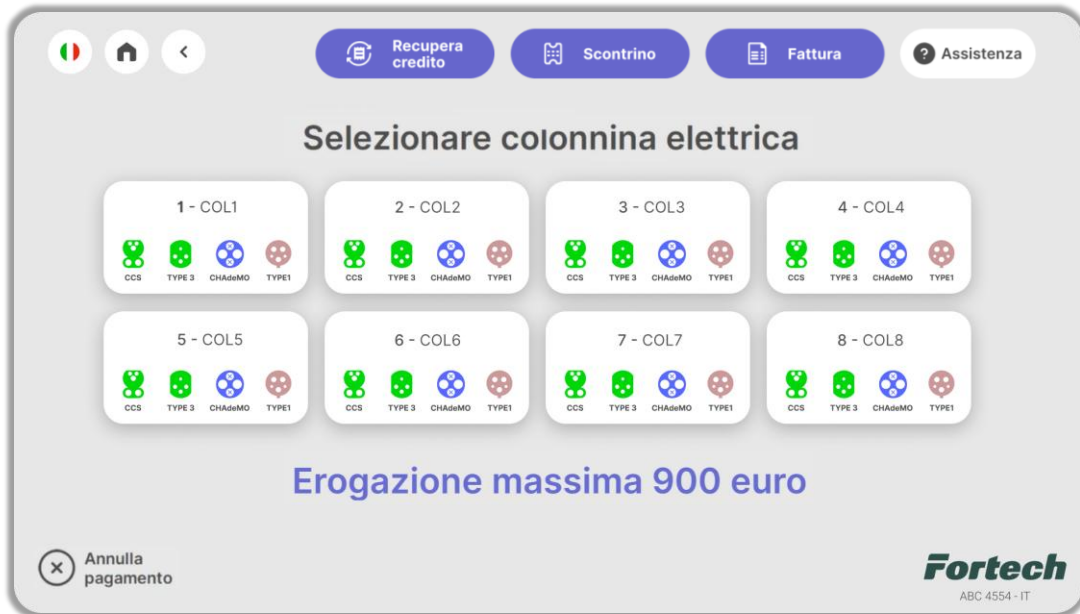 Recupera
credito
Scontrino
Fattura
Assistenza
Selezionare colonnina elettrica
1 - COL1
2 - COL2
3 - COL3
4 - COL4
CCS TYPE 3 CHAdeMO TYPE1
CCS TYPE 3 CHAdeMO TYPE1
CCS TYPE 3 CHAdeMO TYPE1
CCS TYPE 3 CHAdeMO TYPE1
5 - COL5
6 - COL6
7 - COL7
8 - COL8
CCS TYPE 3 CHAdeMO TYPE1
CCS TYPE 3 CHAdeMO TYPE1
CCS TYPE 3 CHAdeMO TYPE1
CCS TYPE 3 CHAdeMO TYPE1
Erogazione massima 900 euro
Annulla
pagamento
Fortech
ABC 4554 - IT